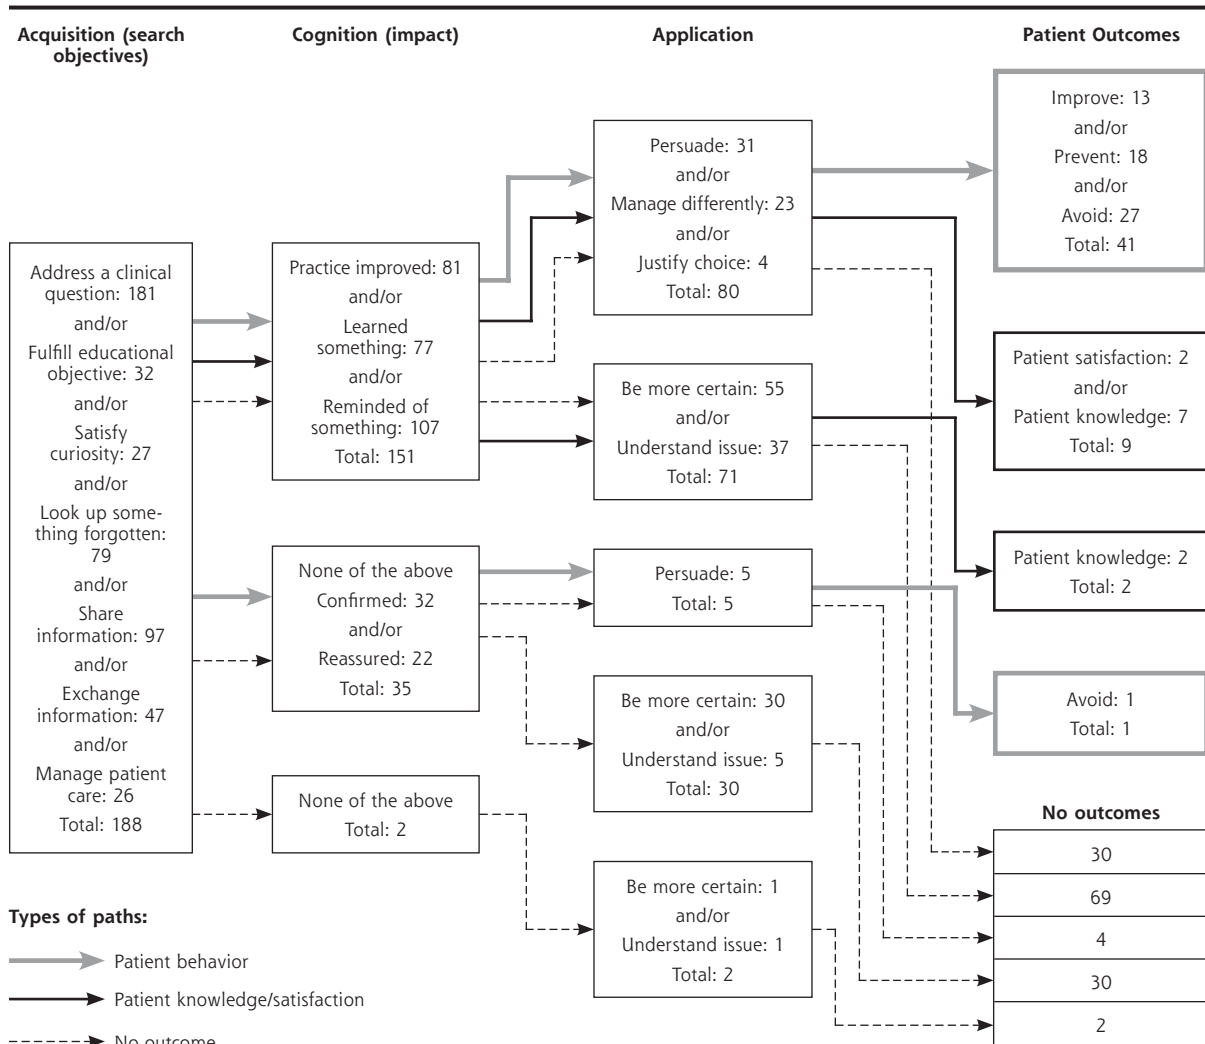 Acquisition (search
objectives)
Cognition (impact)
Application
Patient Outcomes
Address a clinical
question: 181
and/or
Fulfill educational
objective: 32
and/or
Satisfy
curiosity: 27
and/or
Look up some-
thing forgotten:
79
and/or
Share
information: 97
and/or
Exchange
information: 47
and/or
Manage patient
care: 26
Total: 188
Practice improved: 81
and/or
Learned
something: 77
and/or
Reminded of
something: 107
Total: 151
None of the above
Confirmed: 32
and/or
Reassured: 22
Total: 35
None of the above
Total: 2
Persuade: 31
and/or
Manage differently: 23
and/or
Justify choice: 4
Total: 80
Be more certain: 55
and/or
Understand issue: 37
Total: 71
Persuade: 5
Total: 5
Be more certain: 30
and/or
Understand issue: 5
Total: 30
Be more certain: 1
and/or
Understand issue: 1
Total: 2
Improve: 13
and/or
Prevent: 18
and/or
Avoid: 27
Total: 41
Patient satisfaction: 2
and/or
Patient knowledge: 7
Total: 9
Patient knowledge: 2
Total: 2
Avoid: 1
Total: 1
No outcomes
30
69
4
30
2
Types of paths:
Patient behavior
Patient knowledge/satisfaction
No outcome